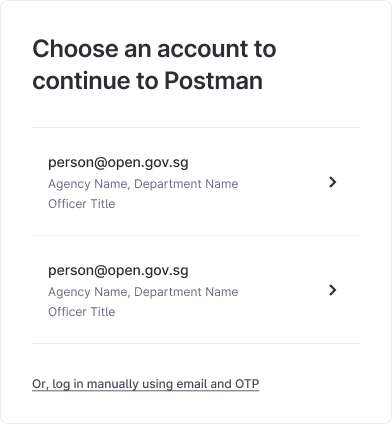 Choose an account to
continue to Postman
person@open.gov.sg
Agency Name, Department Name
Officer Title
person@open.gov.sg
Agency Name, Department Name
Officer Title
Or, log in manually using email and OTP